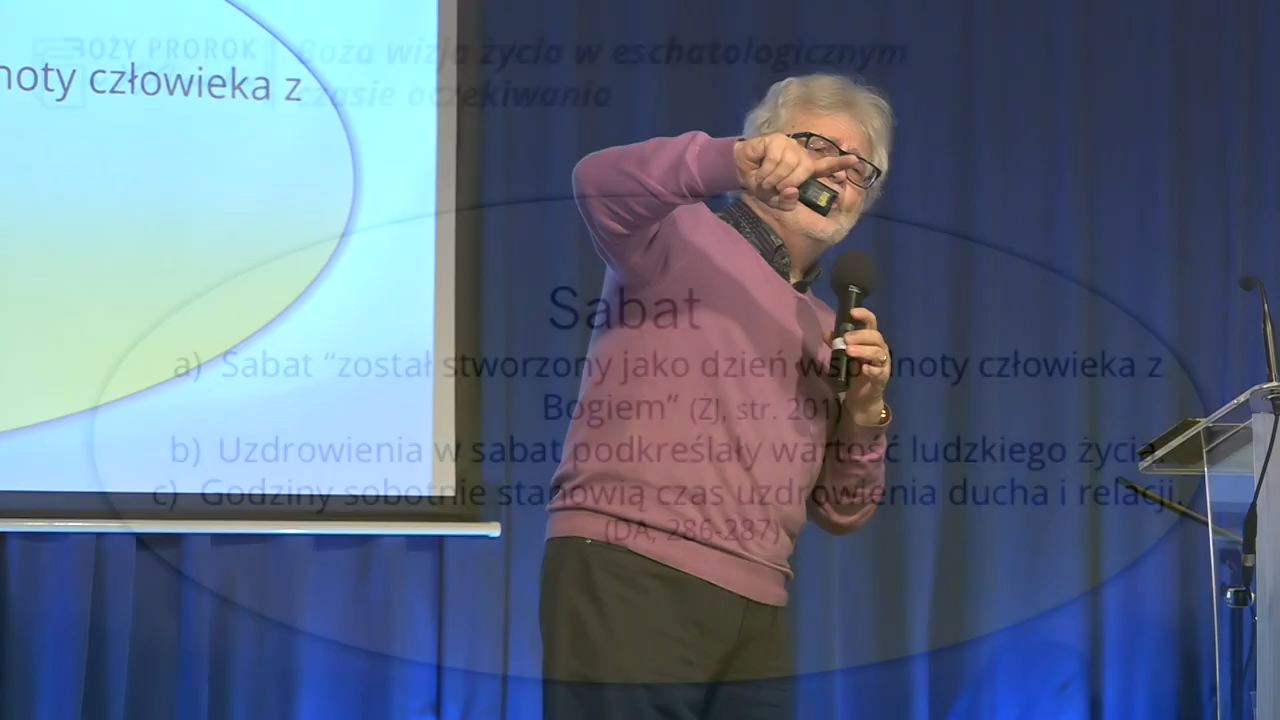 BOŻY PROROK
Boża wizja życia w eschatologicznym
czasie oczekiwania
noty człowieka z
Sabat
a) Sabat “został stworzony jako dzień wspólnoty człowieka z
Bogiem” (ZJ, str. 201)
b) Uzdrowienia w sabat podkreślały wartość ludzkiego życia.
c) Godziny sobotnie stanowią czas uzdrowienia ducha i relacji.
(DA, 286-287)